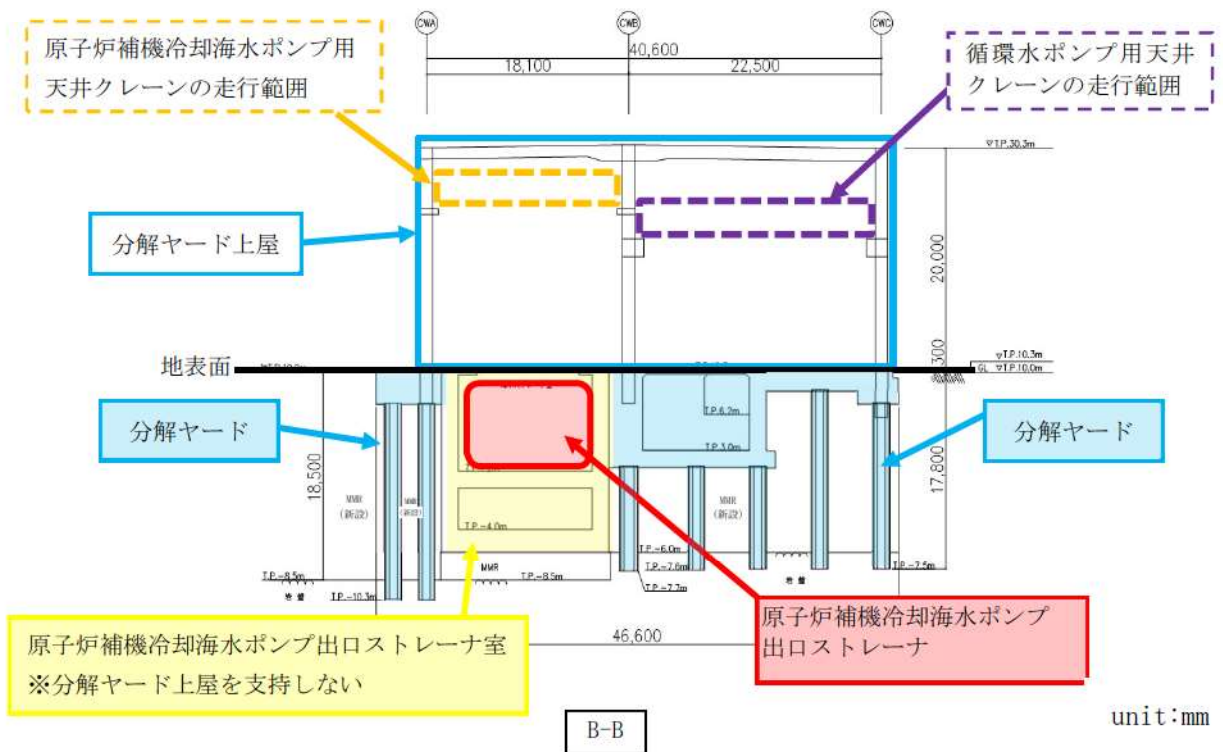 CWA
CWB
CWC
40,600
18,100
22,500
原子炉補機冷却海水ポンプ用
天井クレーンの走行範囲
循環水ポンプ用天井
クレーンの走行範囲
▽T.P.30.3m
分解ヤード上屋
20,000
地表面
300
▽T.P.10.3m
GL ▽T.P.10.0m
T.P.6.2m
T.P.3.0m
分解ヤード
分解ヤード
18,500
17,800
MMR
(新設)
MMR
(新設)
MMR
(新設)
T.P.-4.0m
T.P.-6.0m
T.P.-7.6m
T.P.-7.7m
T.P.-7.5m
T.P.-8.5m
MMR
T.P.-8.5m
岩盤
岩盤
T.P.-10.3m
原子炉補機冷却海水ポンプ出口ストレーナ室
※分解ヤード上屋を支持しない
46,600
原子炉補機冷却海水ポンプ
出口ストレーナ
B-B
unit:mm